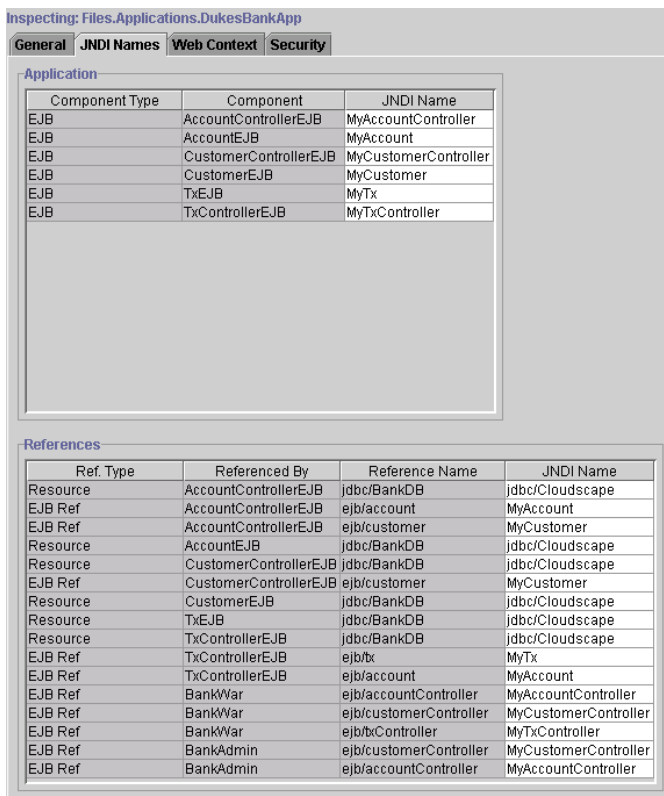 Inspecting: Files.Applications.DukesBankApp
General JNDI Names Web Context Security
Application
Component Type Component JNDI Name
EJB AccountControllerEJB MyAccountController
EJB AccountEJB MyAccount
EJB CustomerControllerEJB MyCustomerController
EJB CustomerEJB MyCustomer
EJB TxEJB MyTx
EJB TxControllerEJB MyTxController
References
Ref. Type Referenced By Reference Name JNDI Name
Resource AccountControllerEJB jdbc/BankDB jdbc/Cloudscape
EJB Ref AccountControllerEJB ejb/account MyAccount
EJB Ref AccountControllerEJB ejb/customer MyCustomer
Resource AccountEJB jdbc/BankDB jdbc/Cloudscape
Resource CustomerControllerEJB jdbc/BankDB jdbc/Cloudscape
EJB Ref CustomerControllerEJB ejb/customer MyCustomer
Resource CustomerEJB jdbc/BankDB jdbc/Cloudscape
Resource TxEJB jdbc/BankDB jdbc/Cloudscape
Resource TxControllerEJB jdbc/BankDB jdbc/Cloudscape
EJB Ref TxControllerEJB ejb/tx MyTx
EJB Ref TxControllerEJB ejb/account MyAccount
EJB Ref BankWar ejb/accountController MyAccountController
EJB Ref BankWar ejb/customerController MyCustomerController
EJB Ref BankWar ejb/txController MyTxController
EJB Ref BankAdmin ejb/customerController MyCustomerController
EJB Ref BankAdmin ejb/accountController MyAccountController